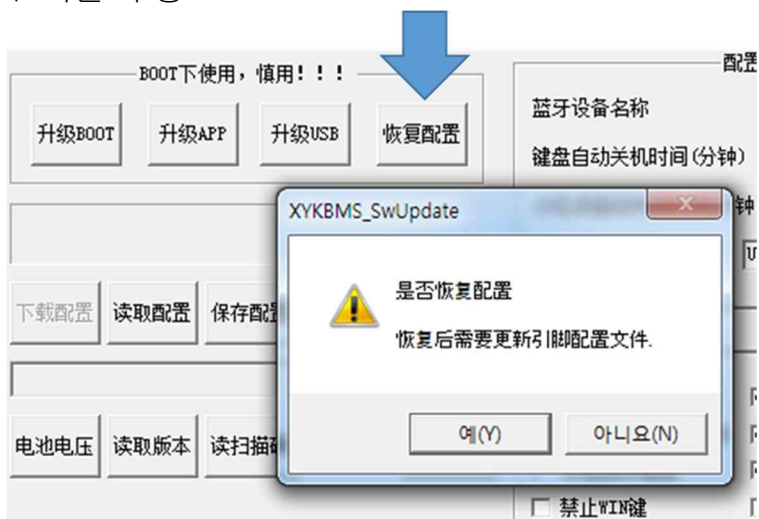 BOOT下使用，慎用！！！
升级BOOT
升级APP
升级USB
恢复配置
蓝牙设备名称
键盘自动关机时间(分钟)
钟
XYKBMS_SwUpdate
是否恢复配置
恢复后需要更新引脚配置文件.
下载配置
读取配置
保存配
예(Y)
아니요(N)
电池电压
读取版本
读扫描
禁止WIN键